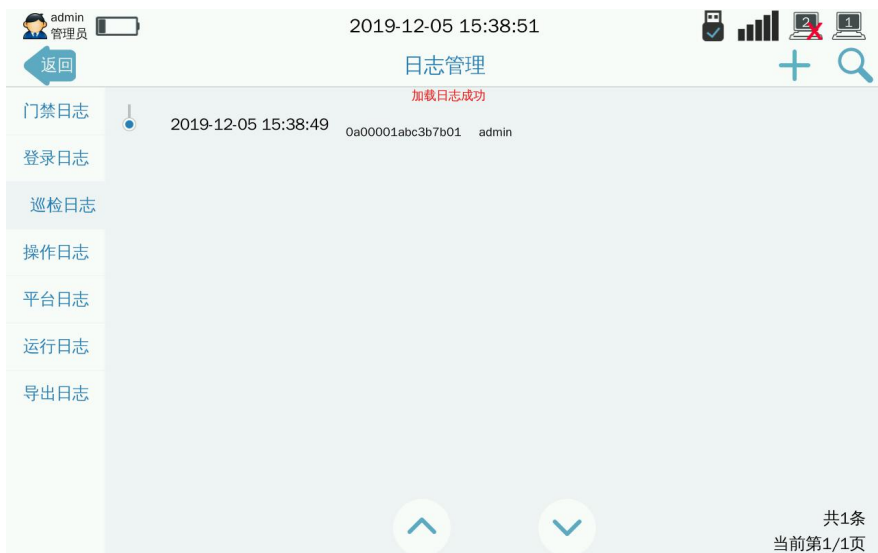 admin
管理员
2019-12-05 15:38:51
2
1
返回
日志管理
加载日志成功
门禁日志
2019-12-05 15:38:49 0a00001abc3b7b01 admin
登录日志
巡检日志
操作日志
平台日志
运行日志
导出日志
共1条
当前第1/1页